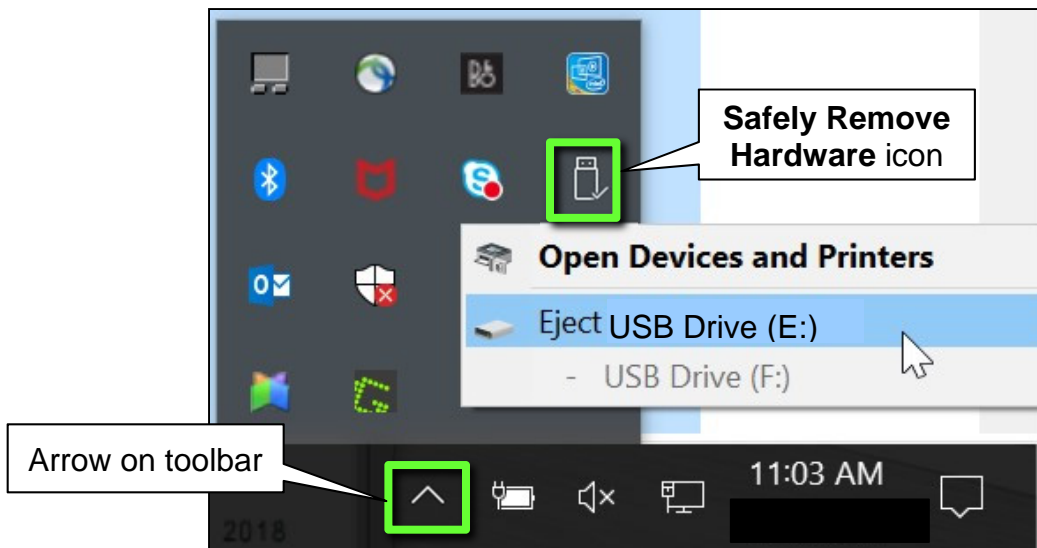 B&O
Safely Remove
Hardware icon
Open Devices and Printers
Eject USB Drive (E:)
- USB Drive (F:)
Arrow on toolbar
11:03 AM
2018